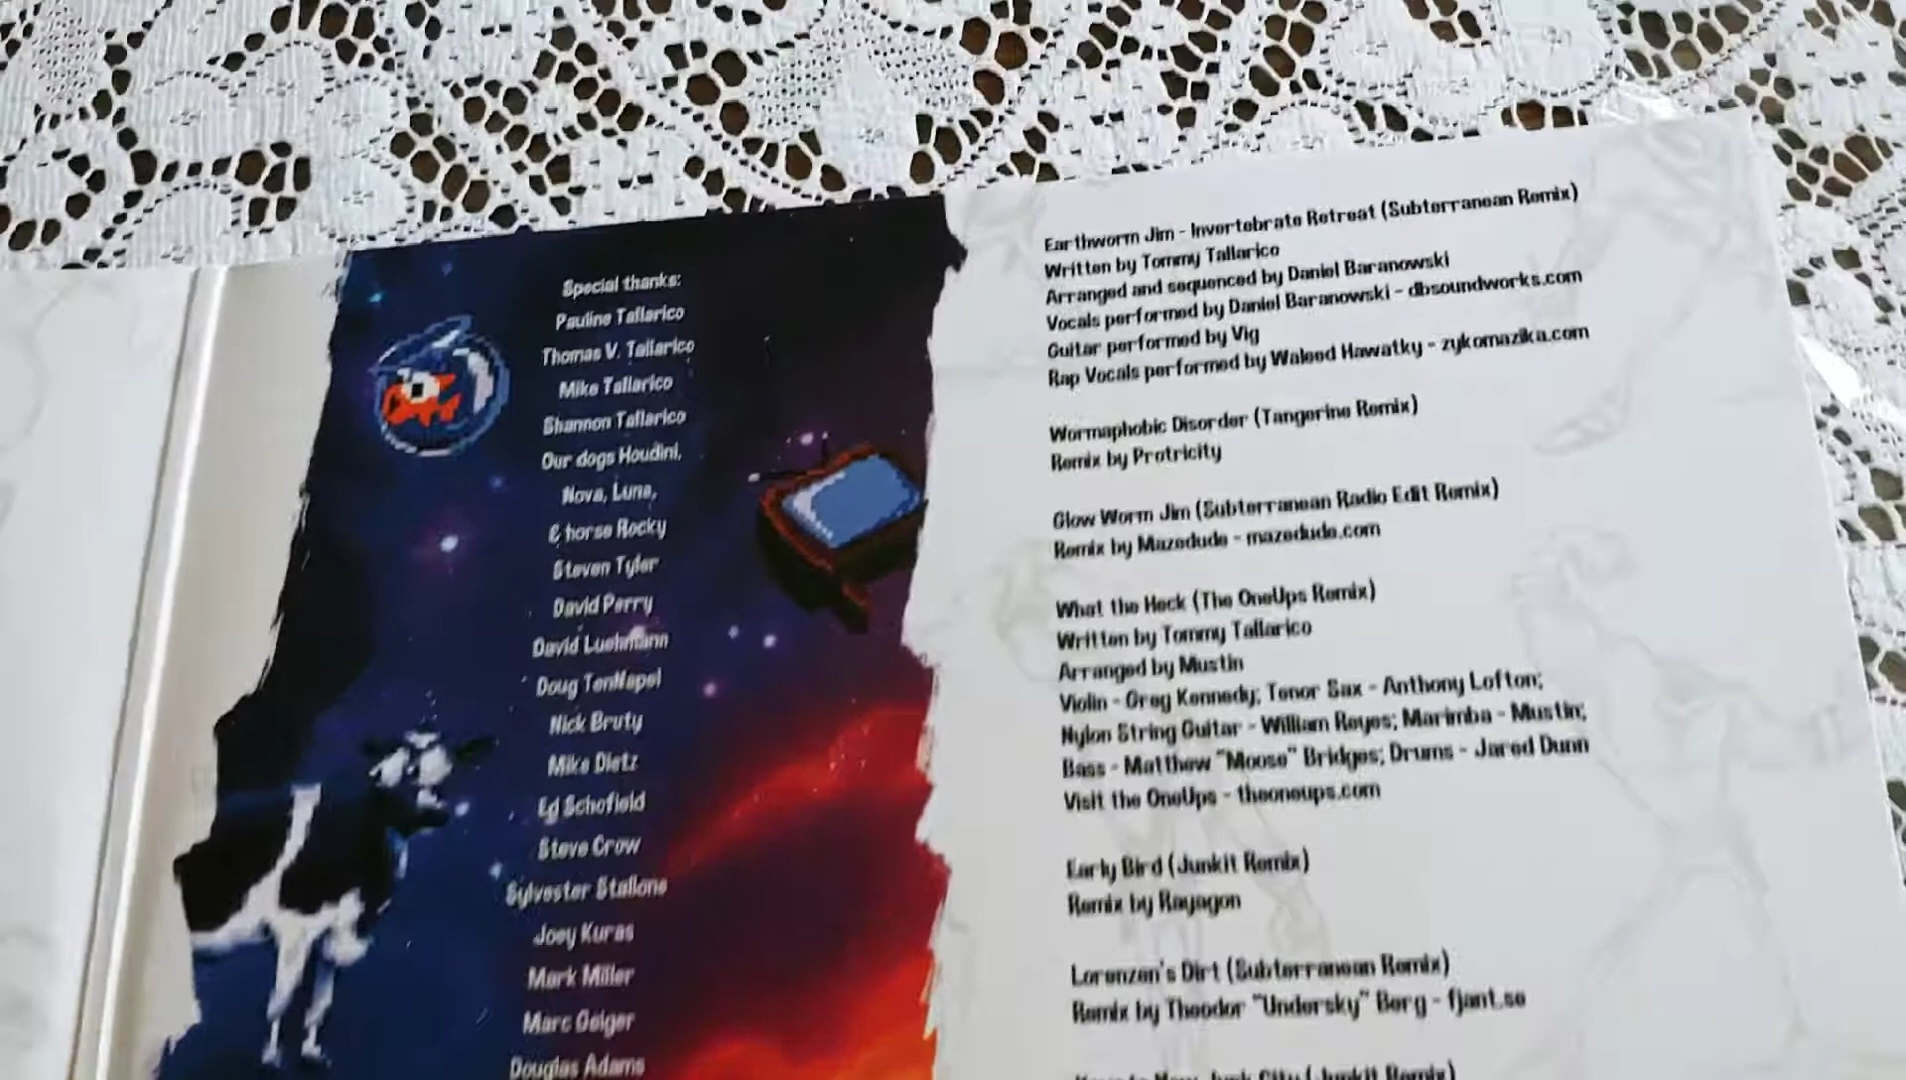 Special thanks:
Pauline Tallarico
Thomas V. Tallarico
Mike Tallarico
Shannon Tallarico
Our dogs Houdini,
Nova, Luna,
& horse Rocky
Steven Tyler
David Perry
David Luehmann
Doug TenNapel
Nick Bruty
Mike Dietz
Ed Schofield
Steve Crow
Sylvester Stallone
Joey Kuras
Mark Miller
Marc Geiger
Douglas Adams
Earthworm Jim - Invertebrate Retreat (Subterranean Remix)
Written by Tommy Tallarico
Arranged and sequenced by Daniel Baranowski
Vocals performed by Daniel Baranowski - dbsoundworks.com
Guitar performed by Vig
Rap Vocals performed by Waleed Hawatky - zykomazika.com
Wormaphobic Disorder (Tangerine Remix)
Remix by Protricity
Glow Worm Jim (Subterranean Radio Edit Remix)
Remix by Mazedude - mazedude.com
What the Heck (The OneUps Remix)
Written by Tommy Tallarico
Arranged by Mustin
Violin - Greg Kennedy; Tenor Sax - Anthony Lofton;
Nylon String Guitar - William Reyes; Marimba - Mustin;
Bass - Matthew "Moose" Bridges; Drums - Jared Dunn
Visit the OneUps - theoneups.com
Early Bird (Junkit Remix)
Remix by Rayagon
Lorenzen's Dirt (Subterranean Remix)
Remix by Theodor "Undersky" Berg - fjant.se
Junk City (Junkit Remix)